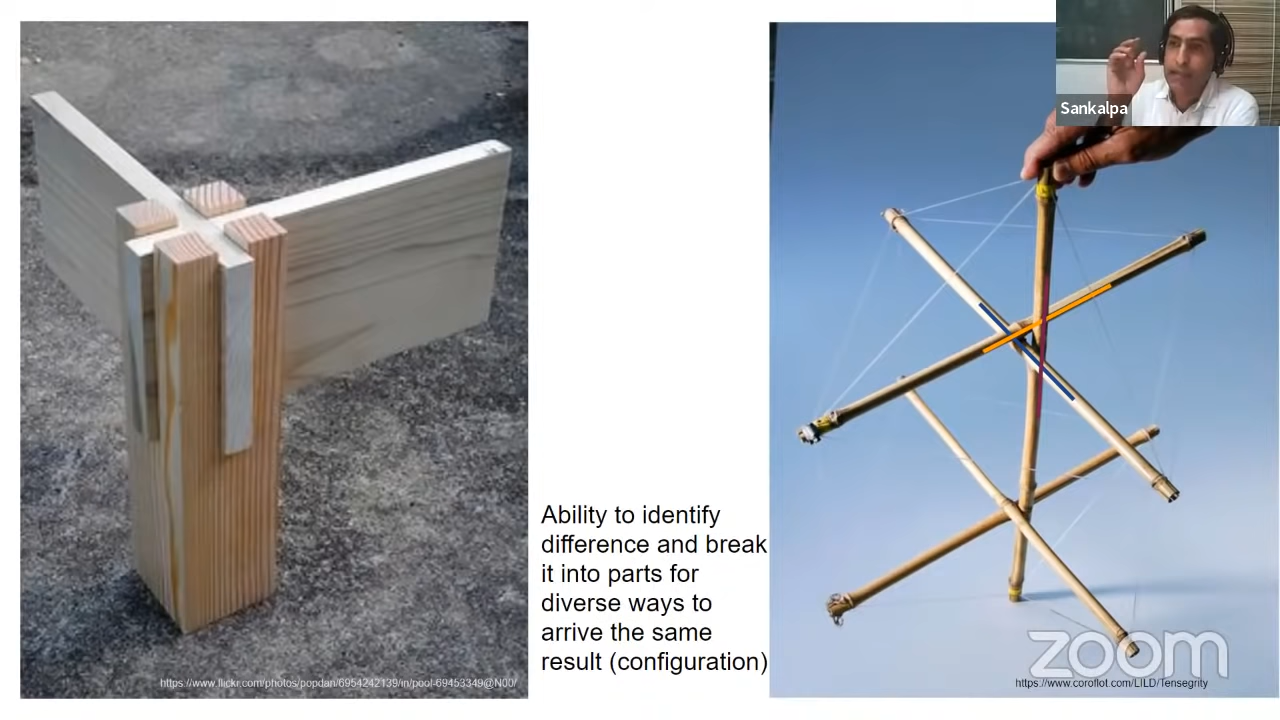 Sankalpa
Ability to identify
difference and break
it into parts for
diverse ways to
arrive the same
result (configuration)
https://www.flickr.com/photos/popdan/6954242139/in/pool-69453349@N00/
zoom
https://www.coroflot.com/LILD/Tensegrity